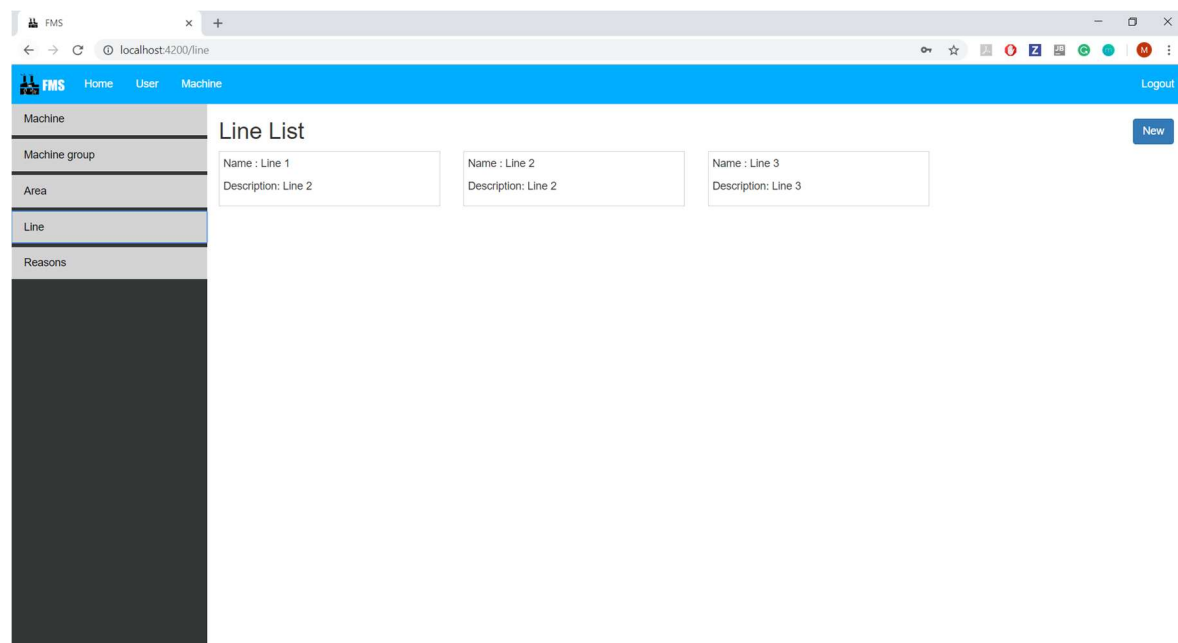 FMS
localhost:4200/line
FMS Home User Machine Logout
Machine
Machine group
Area
Line
Reasons
Line List
New
Name : Line 1
Description: Line 2
Name : Line 2
Description: Line 2
Name : Line 3
Description: Line 3